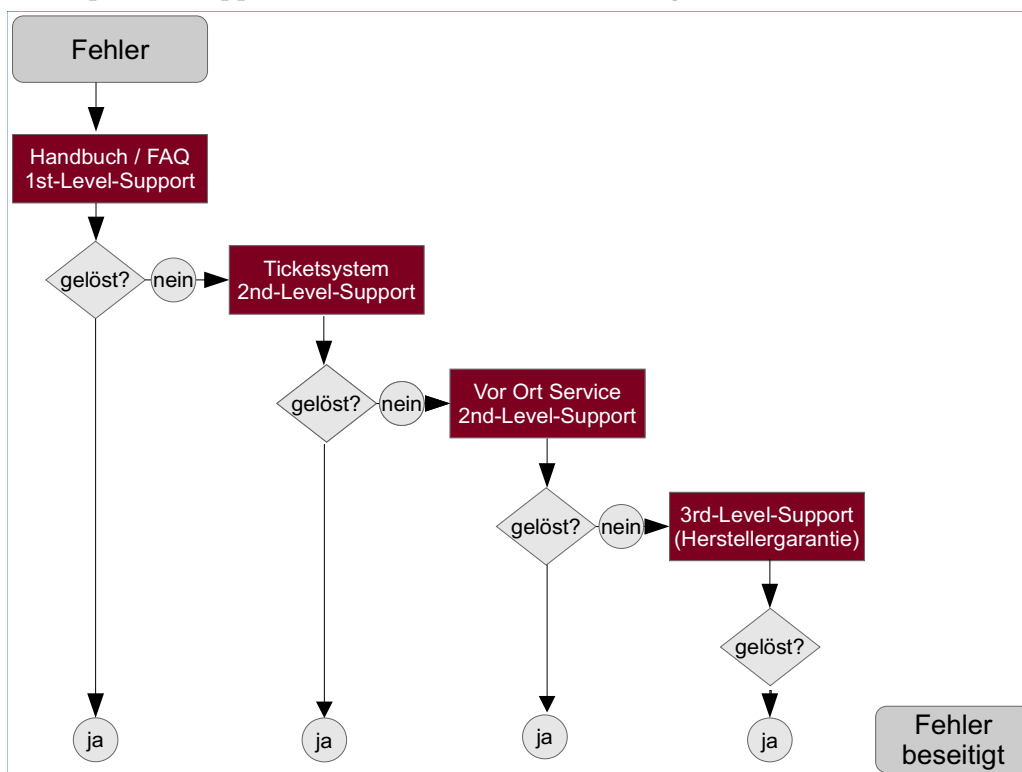 Fehler
Handbuch / FAQ
1st-Level-Support
gelöst?
nein
Ticketsystem
2nd-Level-Support
gelöst?
nein
Vor Ort Service
2nd-Level-Support
gelöst?
nein
3rd-Level-Support
(Herstellergarantie)
gelöst?
ja
ja
ja
ja
Fehler
beseitigt